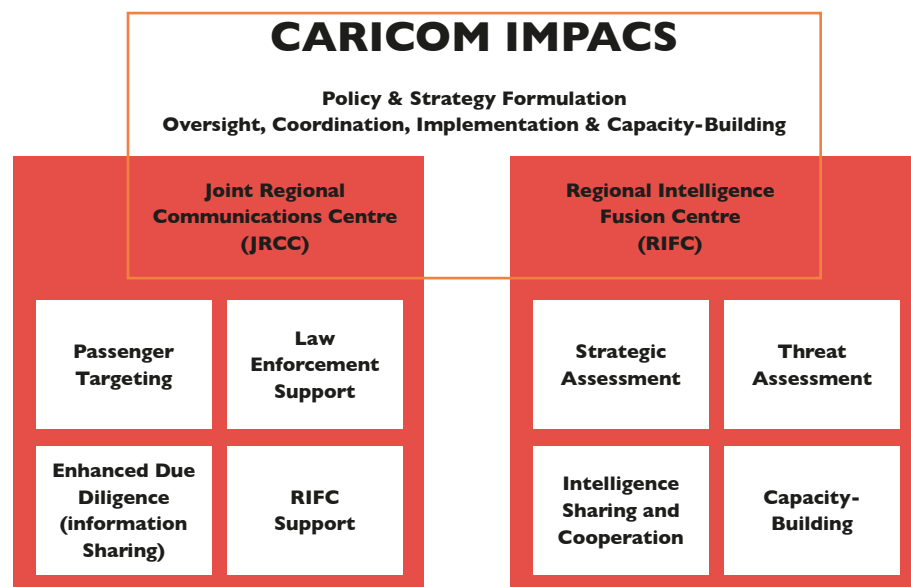 CARICOM IMPACS
Policy & Strategy Formulation
Oversight, Coordination, Implementation & Capacity-Building
Joint Regional
Communications Centre
(JRCC)
Passenger
Targeting
Law
Enforcement
Support
Enhanced Due
Diligence
(information
Sharing)
RIFC
Support
Regional Intelligence
Fusion Centre
(RIFC)
Strategic
Assessment
Threat
Assessment
Intelligence
Sharing and
Cooperation
Capacity-
Building